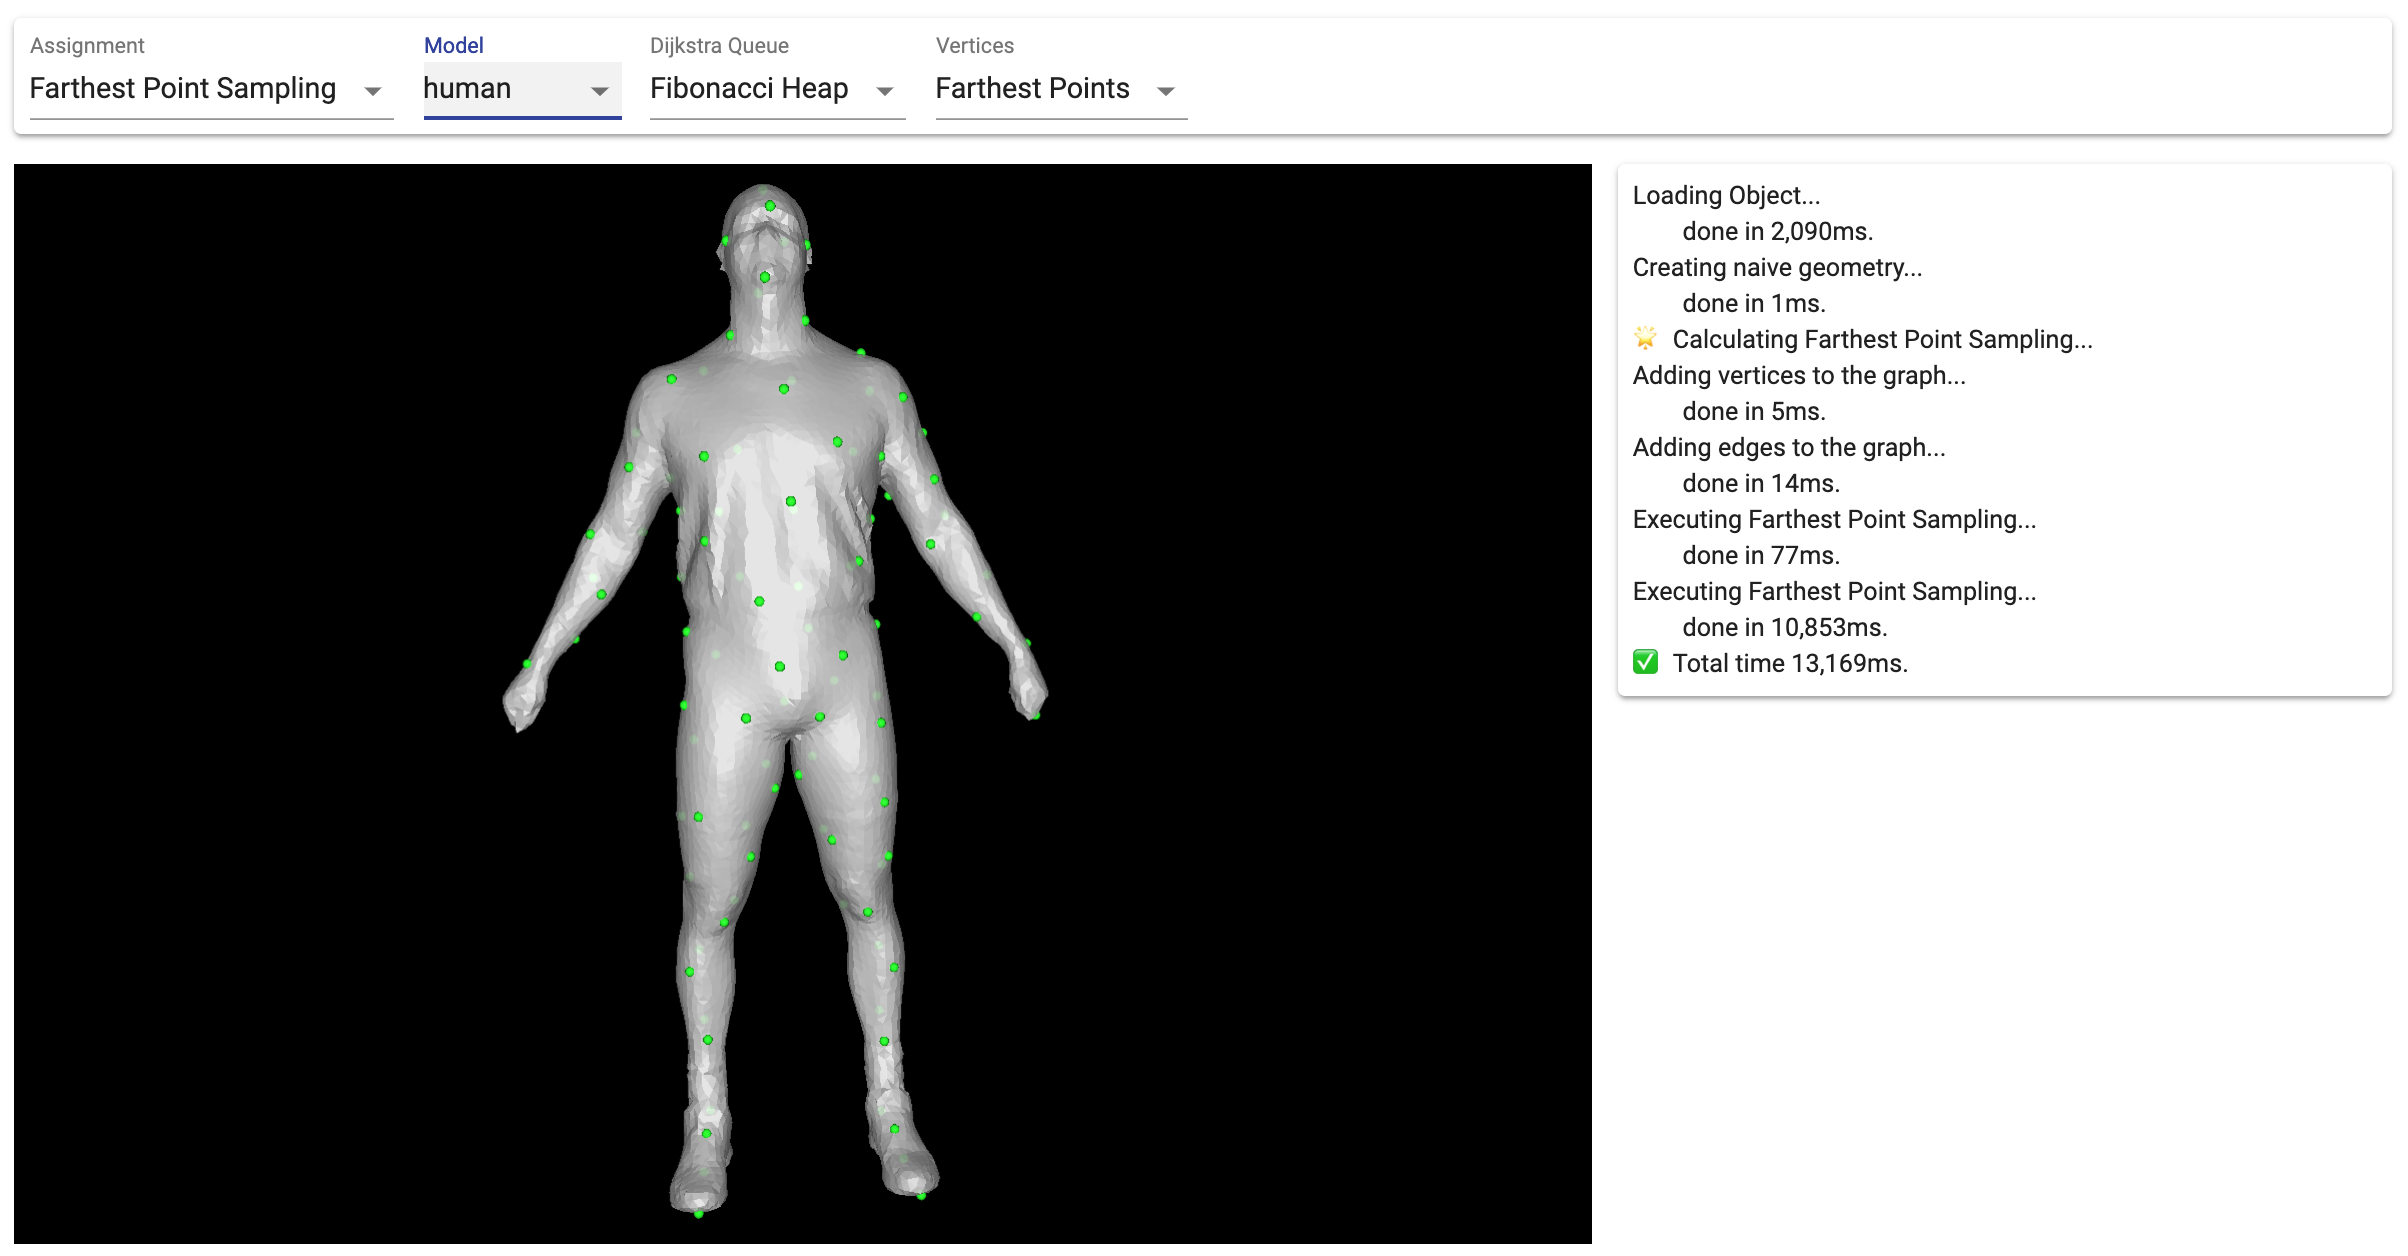 Assignment
Model
Dijkstra Queue
Vertices
Farthest Point Sampling
human
Fibonacci Heap
Farthest Points
Loading Object...
done in 2,090ms.
Creating naive geometry...
done in 1ms.
🌟 Calculating Farthest Point Sampling...
Adding vertices to the graph...
done in 5ms.
Adding edges to the graph...
done in 14ms.
Executing Farthest Point Sampling...
done in 77ms.
Executing Farthest Point Sampling...
done in 10,853ms.
✅ Total time 13,169ms.